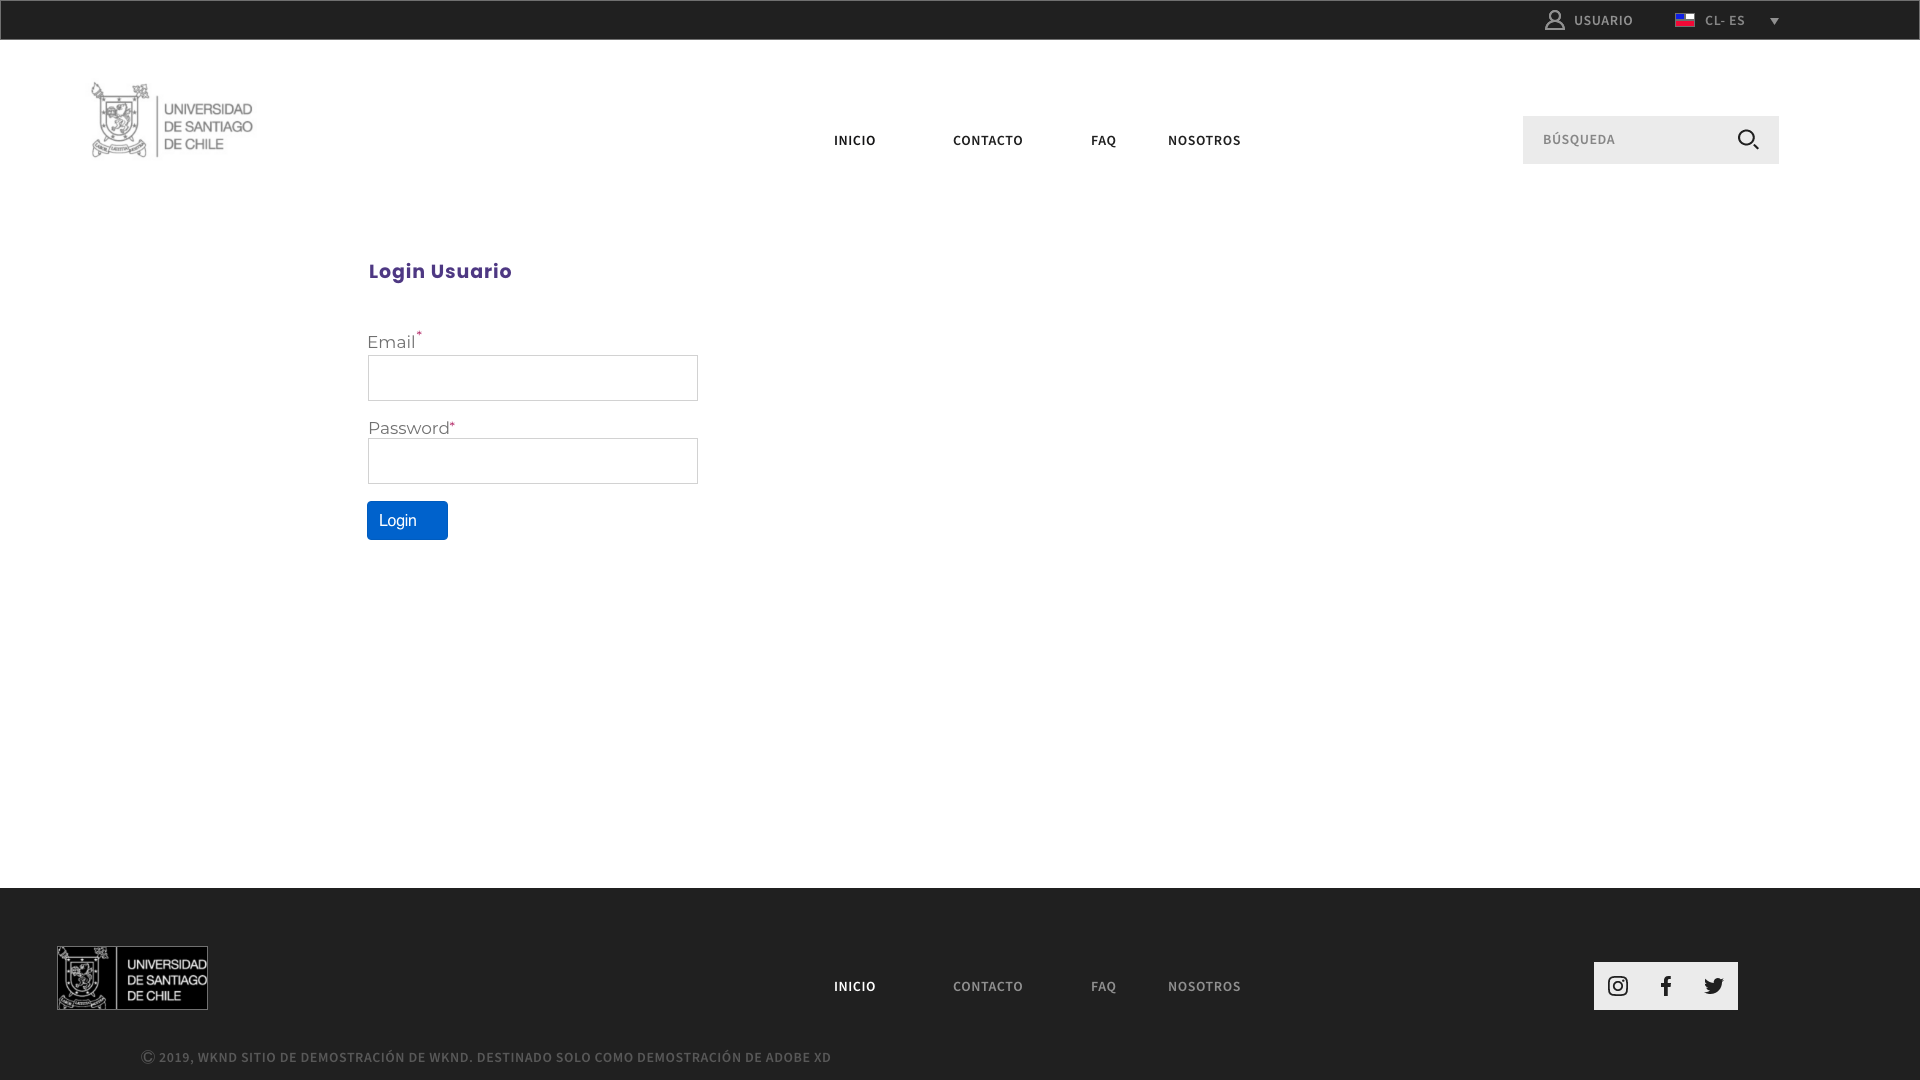 USUARIO
CL- ES
UNIVERSIDAD
DE SANTIAGO
DE CHILE
INICIO
CONTACTO
FAQ
NOSOTROS
BÚSQUEDA
Login Usuario
Email*
Password*
Login
UNIVERSIDAD
DE SANTIAGO
DE CHILE
INICIO
CONTACTO
FAQ
NOSOTROS
© 2019, WKND SITIO DE DEMOSTRACIÓN DE WKND. DESTINADO SOLO COMO DEMOSTRACIÓN DE ADOBE XD